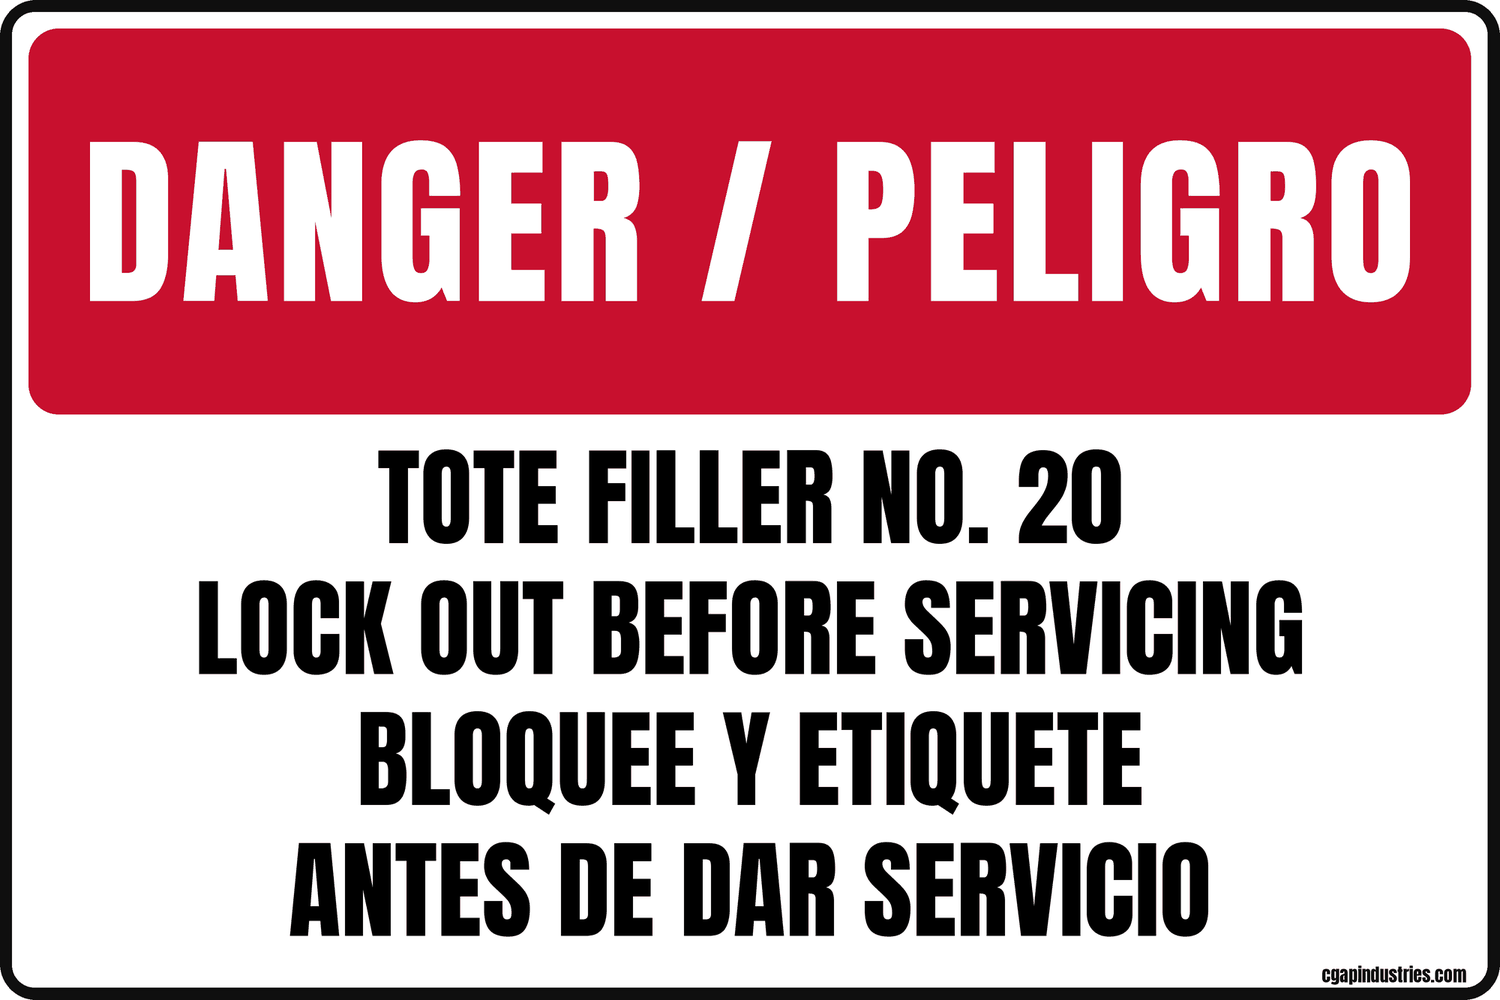 DANGER / PELIGRO
TOTE FILLER NO. 20
LOCK OUT BEFORE SERVICING
BLOQUEE Y ETIQUETE
ANTES DE DAR SERVICIO
cgapindustries.com